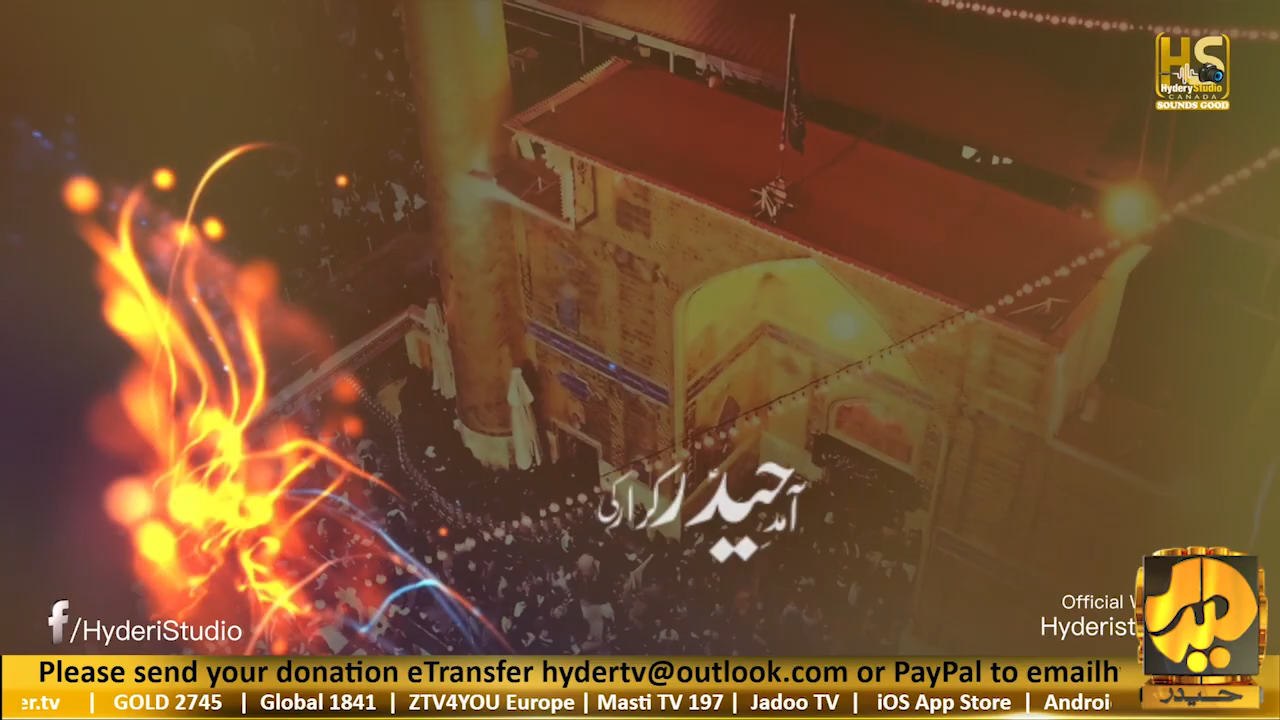 HS
HyderyStudio
CANADA
SOUNDS GOOD
آمدِ حیدرِ کرار کی
f/HyderiStudio
Official
Hyderist
Please send your donation eTransfer hydertv@outlook.com or PayPal to emailh
er.tv | GOLD 2745 | Global 1841 | ZTV4YOU Europe | Masti TV 197 | Jadoo TV | iOS App Store | Androi
حیدر